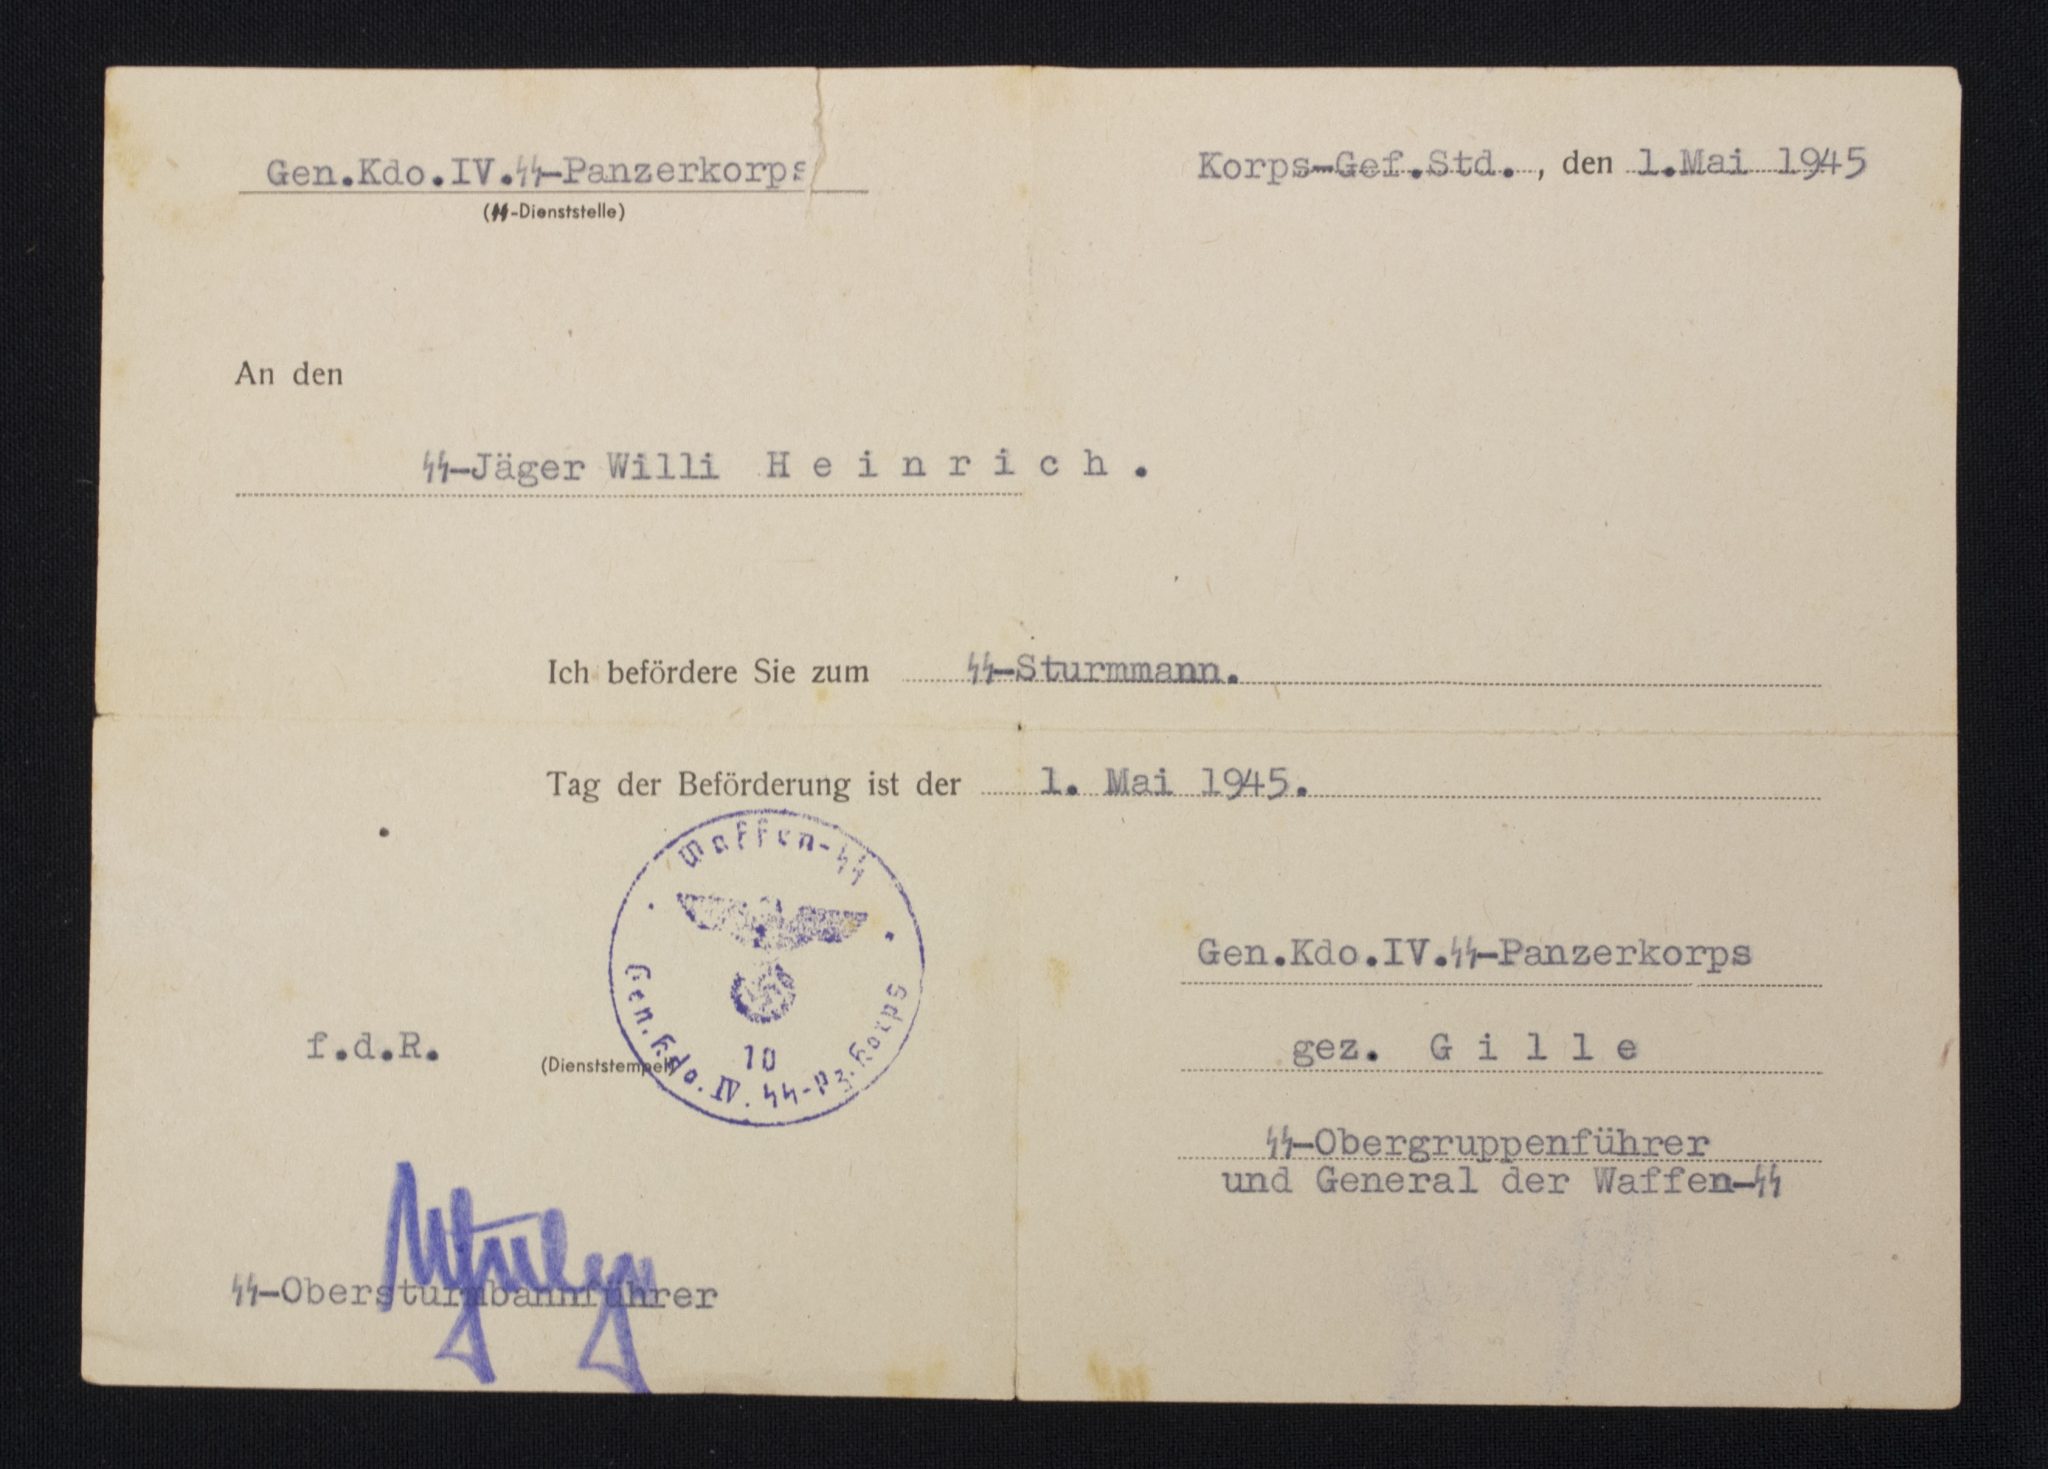 Gen.Kdo.IV.ᛋᛋ-Panzerkorps
(ᛋᛋ-Dienststelle)
Korps-Gef.Std. , den 1.Mai 1945
An den
ᛋᛋ-Jäger Willi H e i n r i c h .
Ich befördere Sie zum ᛋᛋ-Sturmmann.
Tag der Beförderung ist der 1. Mai 1945.
Waffen-ᛋᛋ
Gen.Kdo. IV. ᛋᛋ-Pz.Korps
10
Gen.Kdo.IV.ᛋᛋ-Panzerkorps
f.d.R.
(Dienststempel)
gez. G i l l e
ᛋᛋ-Obergruppenführer
und General der Waffen-ᛋᛋ
ᛋᛋ-Obersturmbannführer